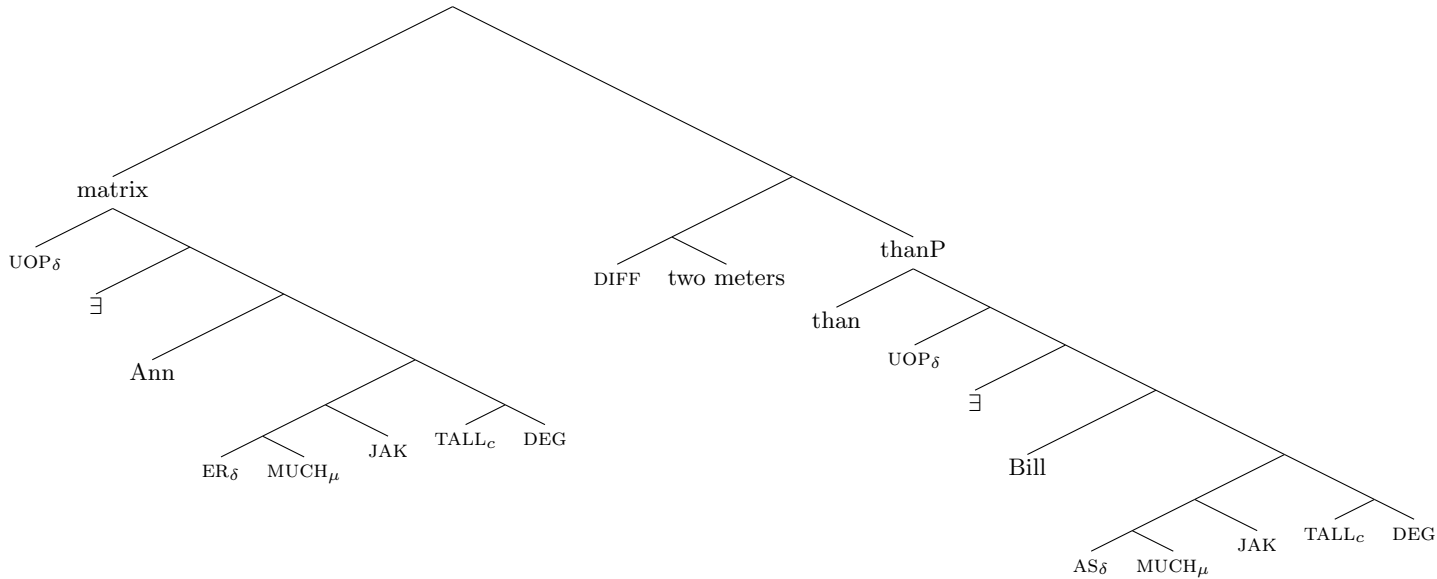 matrix
thanP
UOPδ
DIFF two meters
∃
than
UOPδ
Ann
∃
TALLc DEG
JAK
ERδ MUCHμ
Bill
TALLc DEG
JAK
ASδ MUCHμ